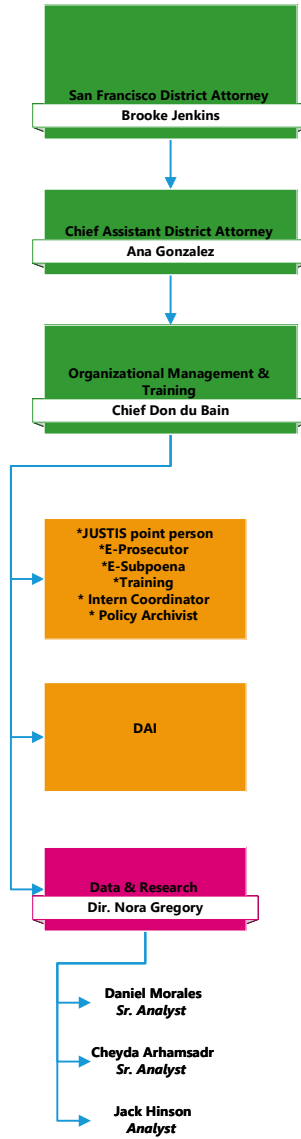 San Francisco District Attorney
Brooke Jenkins
Chief Assistant District Attorney
Ana Gonzalez
Organizational Management &
Training
Chief Don du Bain
*JUSTIS point person
*E-Prosecutor
*E-Subpoena
*Training
* Intern Coordinator
* Policy Archivist
DAI
Data & Research
Dir. Nora Gregory
Daniel Morales
Sr. Analyst
Cheyda Arhamsadr
Sr. Analyst
Jack Hinson
Analyst